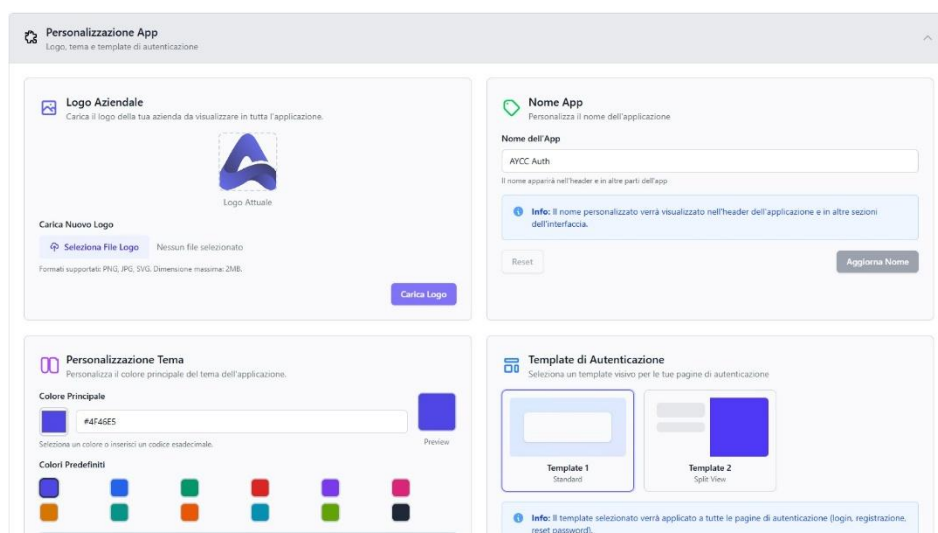 Personalizzazione App
Logo, tema e template di autenticazione
Logo Aziendale
Carica il logo della tua azienda da visualizzare in tutta l'applicazione.
Logo Attuale
Carica Nuovo Logo
Seleziona File Logo Nessun file selezionato
Formati supportati: PNG, JPG, SVG. Dimensione massima: 2MB.
Carica Logo
Nome App
Personalizza il nome dell'applicazione
Nome dell'App
AYCC Auth
Il nome apparirà nell'header e in altre parti dell'app
Info: Il nome personalizzato verrà visualizzato nell'header dell'applicazione e in altre sezioni
dell'interfaccia.
Reset
Aggiorna Nome
Personalizzazione Tema
Personalizza il colore principale del tema dell'applicazione.
Colore Principale
#4F46E5
Seleziona un colore o inserisci un codice esadecimale.
Preview
Colori Predefiniti
Template di Autenticazione
Seleziona un template visivo per le tue pagine di autenticazione
Template 1
Standard
Template 2
Split View
Info: Il template selezionato verrà applicato a tutte le pagine di autenticazione (login, registrazione,
reset password).